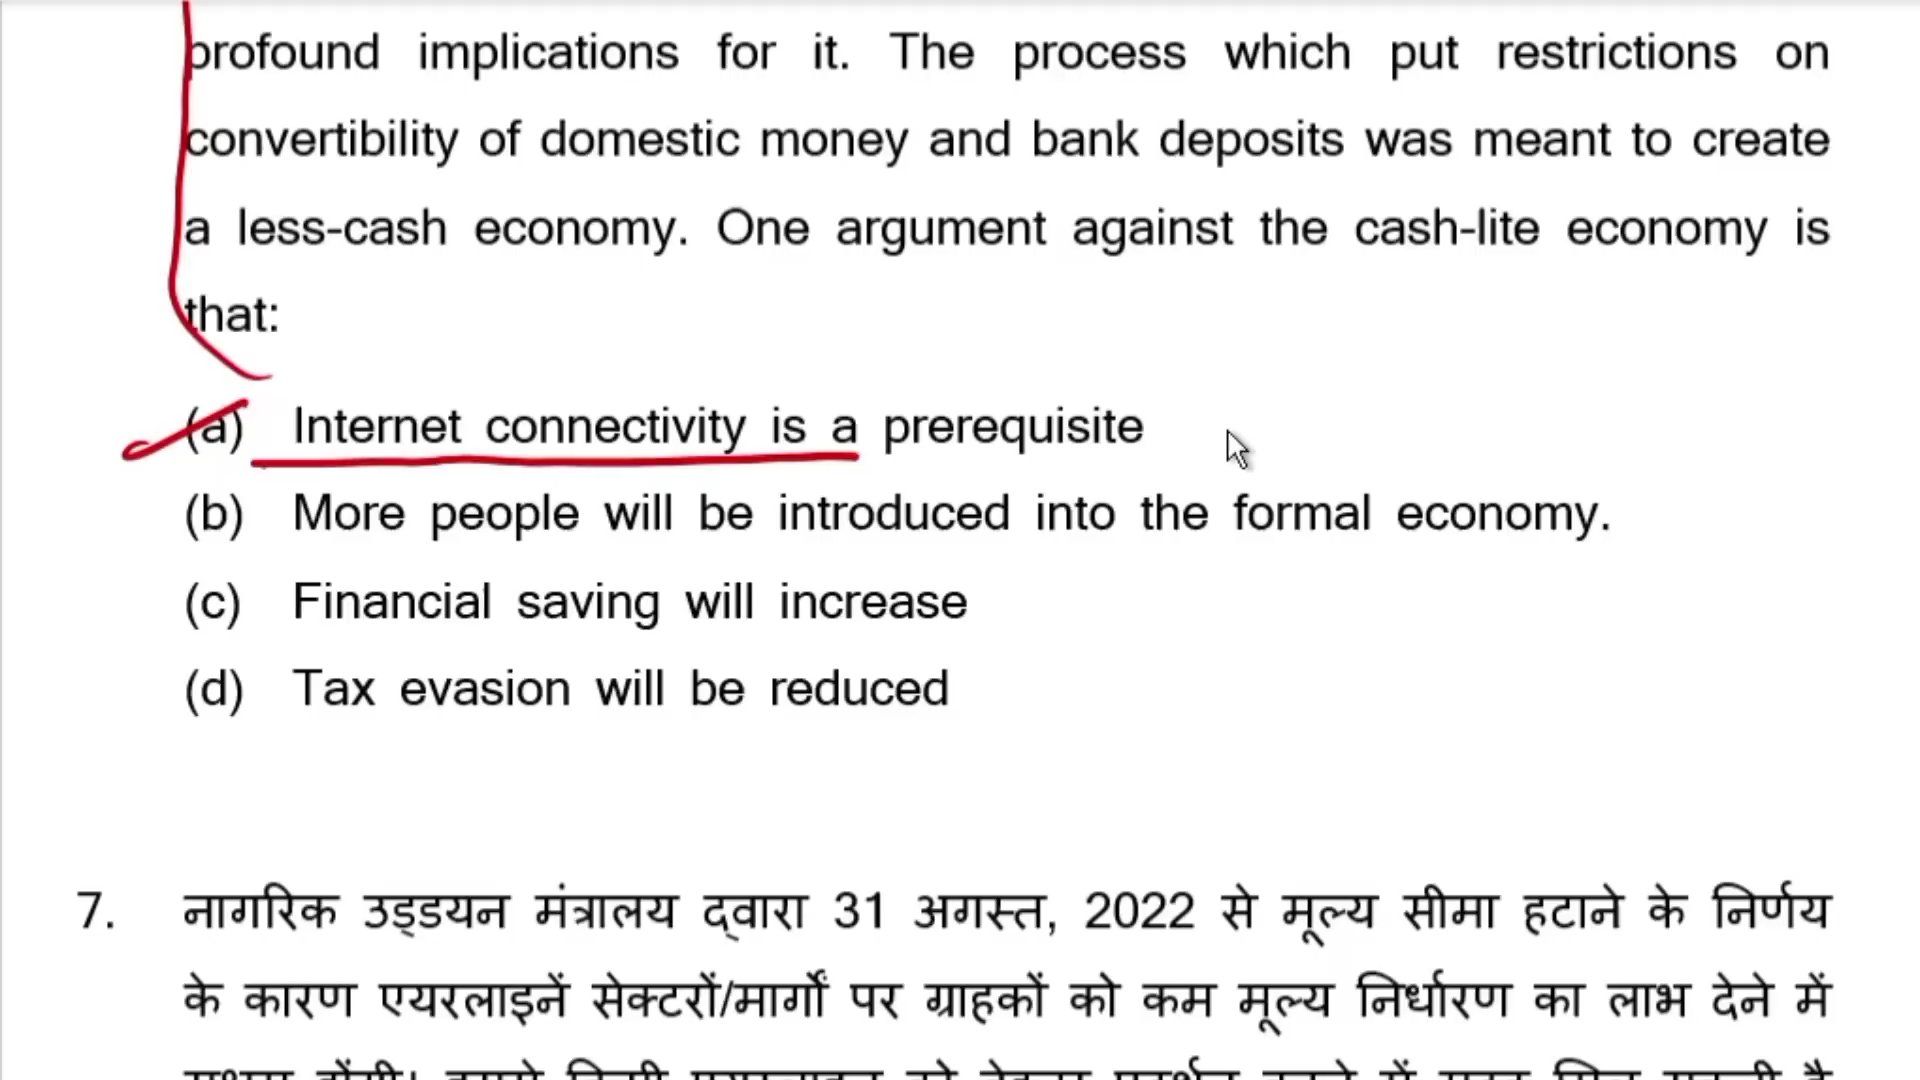 profound implications for it. The process which put restrictions on
convertibility of domestic money and bank deposits was meant to create
a less-cash economy. One argument against the cash-lite economy is
that:
(a) Internet connectivity is a prerequisite
(b) More people will be introduced into the formal economy.
(c) Financial saving will increase
(d) Tax evasion will be reduced
7. नागरिक उड्डयन मंत्रालय द्वारा 31 अगस्त, 2022 से मूल्य सीमा हटाने के निर्णय
के कारण एयरलाइनें सेक्टरों/मार्गों पर ग्राहकों को कम मूल्य निर्धारण का लाभ देने में